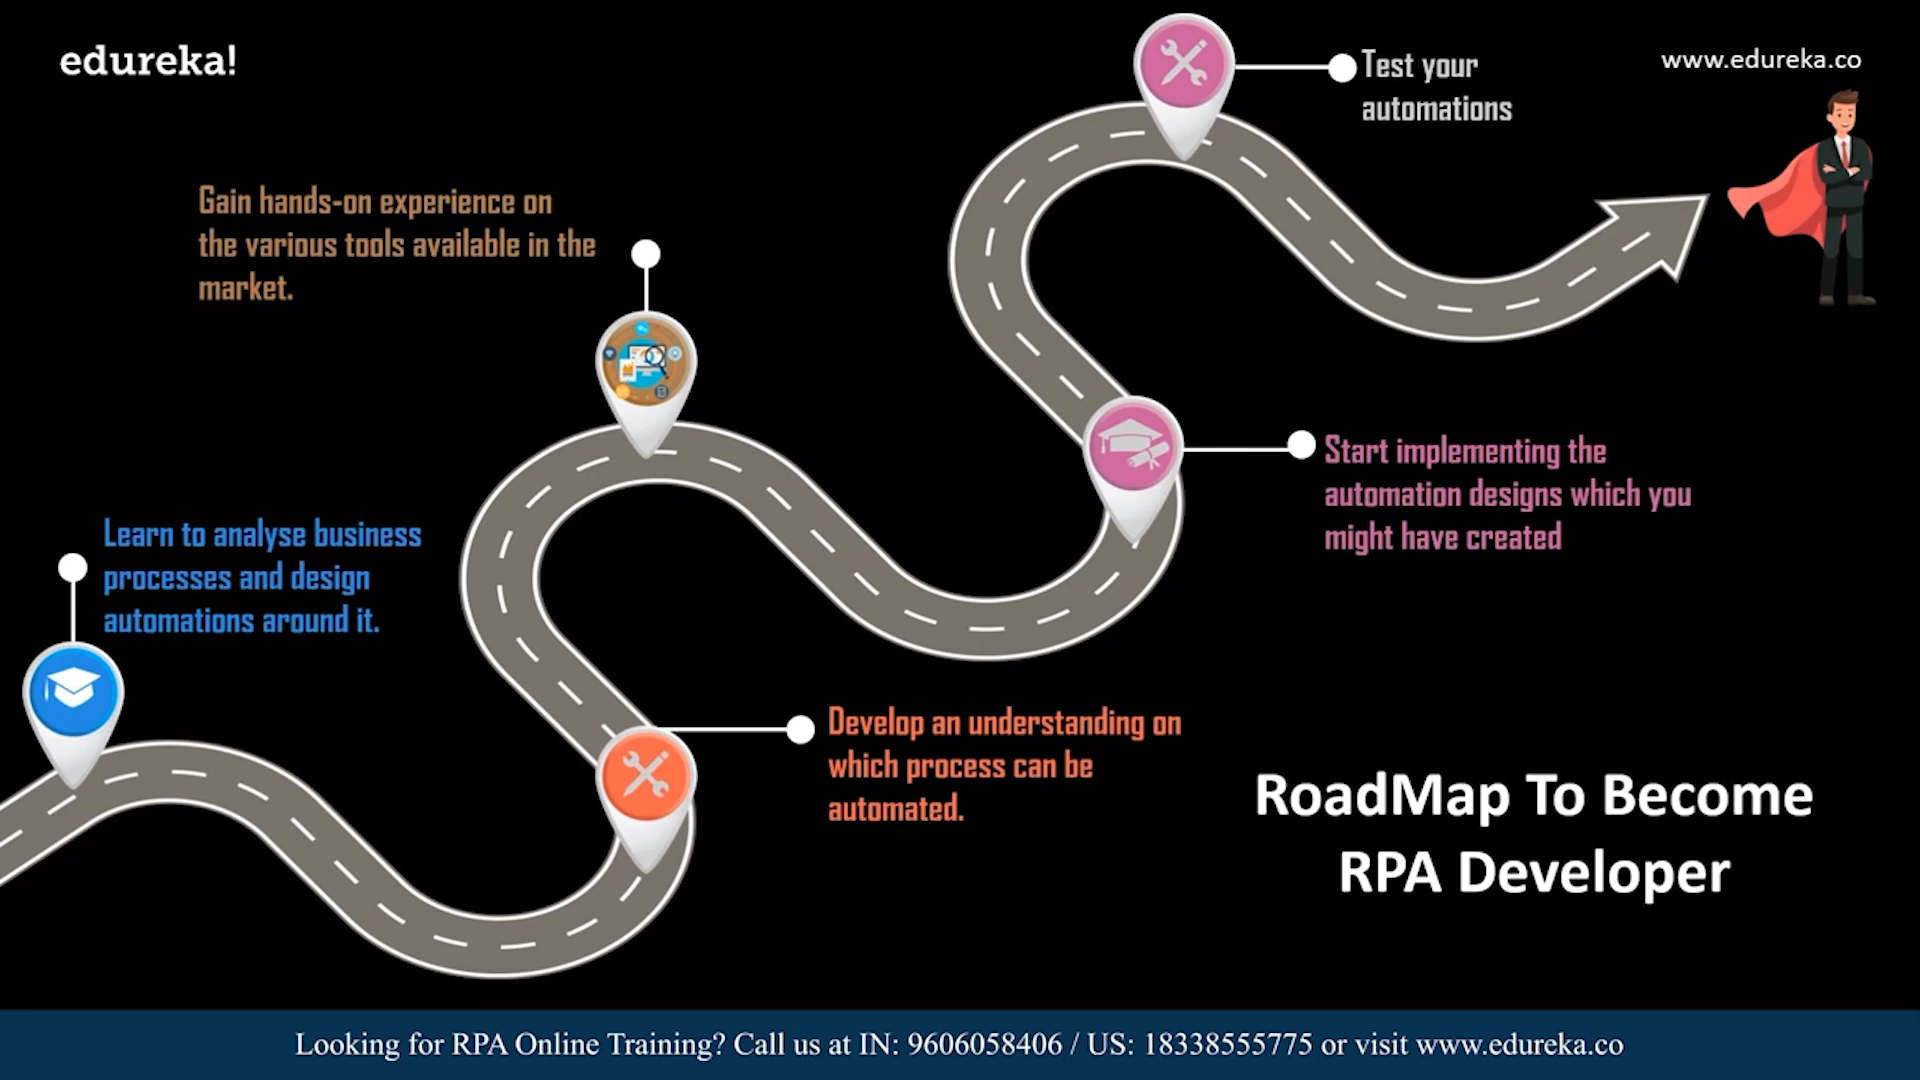 edureka!
www.edureka.co
Test your
automations
Gain hands-on experience on
the various tools available in the
market.
Start implementing the
automation designs which you
might have created
Learn to analyse business
processes and design
automations around it.
Develop an understanding on
which process can be
automated.
RoadMap To Become
RPA Developer
Looking for RPA Online Training? Call us at IN: 9606058406 / US: 18338555775 or visit www.edureka.co